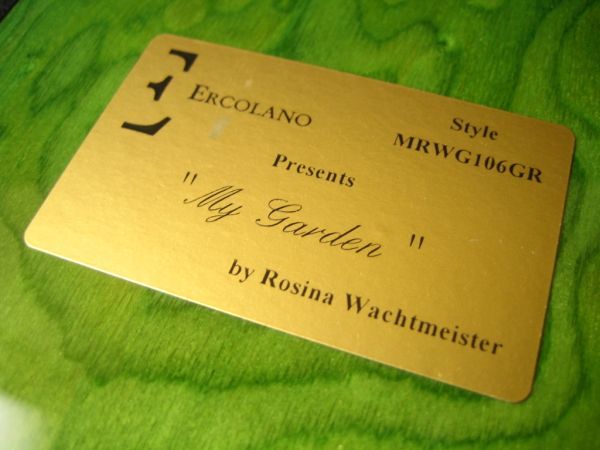 ERCOLANO
Style
MRWG106GR
Presents
"My Garden"
by Rosina Wachtmeister